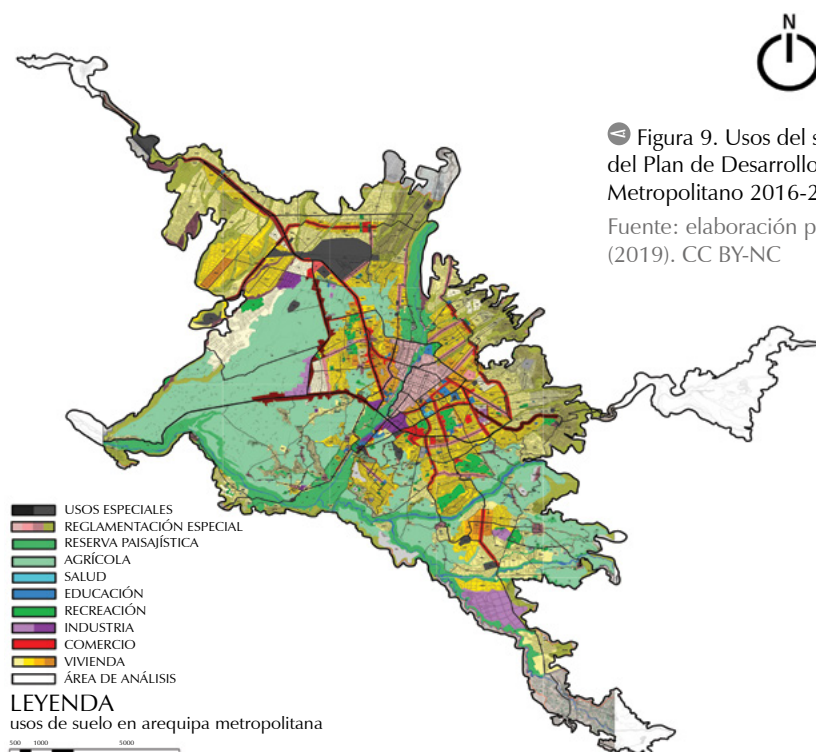 N
Figura 9. Usos del s
del Plan de Desarrollo
Metropolitano 2016-2
Fuente: elaboración p
(2019). CC BY-NC
USOS ESPECIALES
REGLAMENTACIÓN ESPECIAL
RESERVA PAISAJÍSTICA
AGRÍCOLA
SALUD
EDUCACIÓN
RECREACIÓN
INDUSTRIA
COMERCIO
VIVIENDA
ÁREA DE ANÁLISIS
LEYENDA
usos de suelo en arequipa metropolitana
500 1000 5000